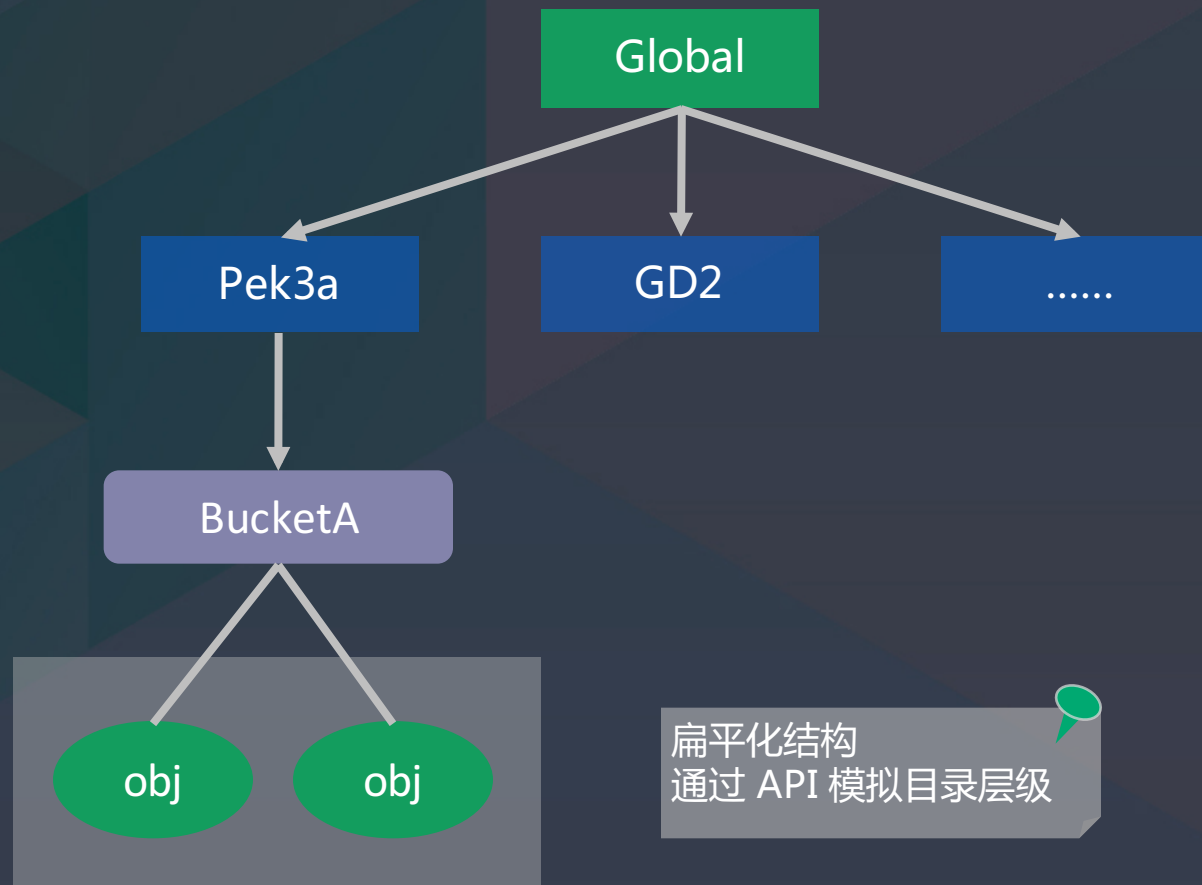 Global
Pek3a
GD2
......
BucketA
obj
obj
扁平化结构
通过 API 模拟目录层级